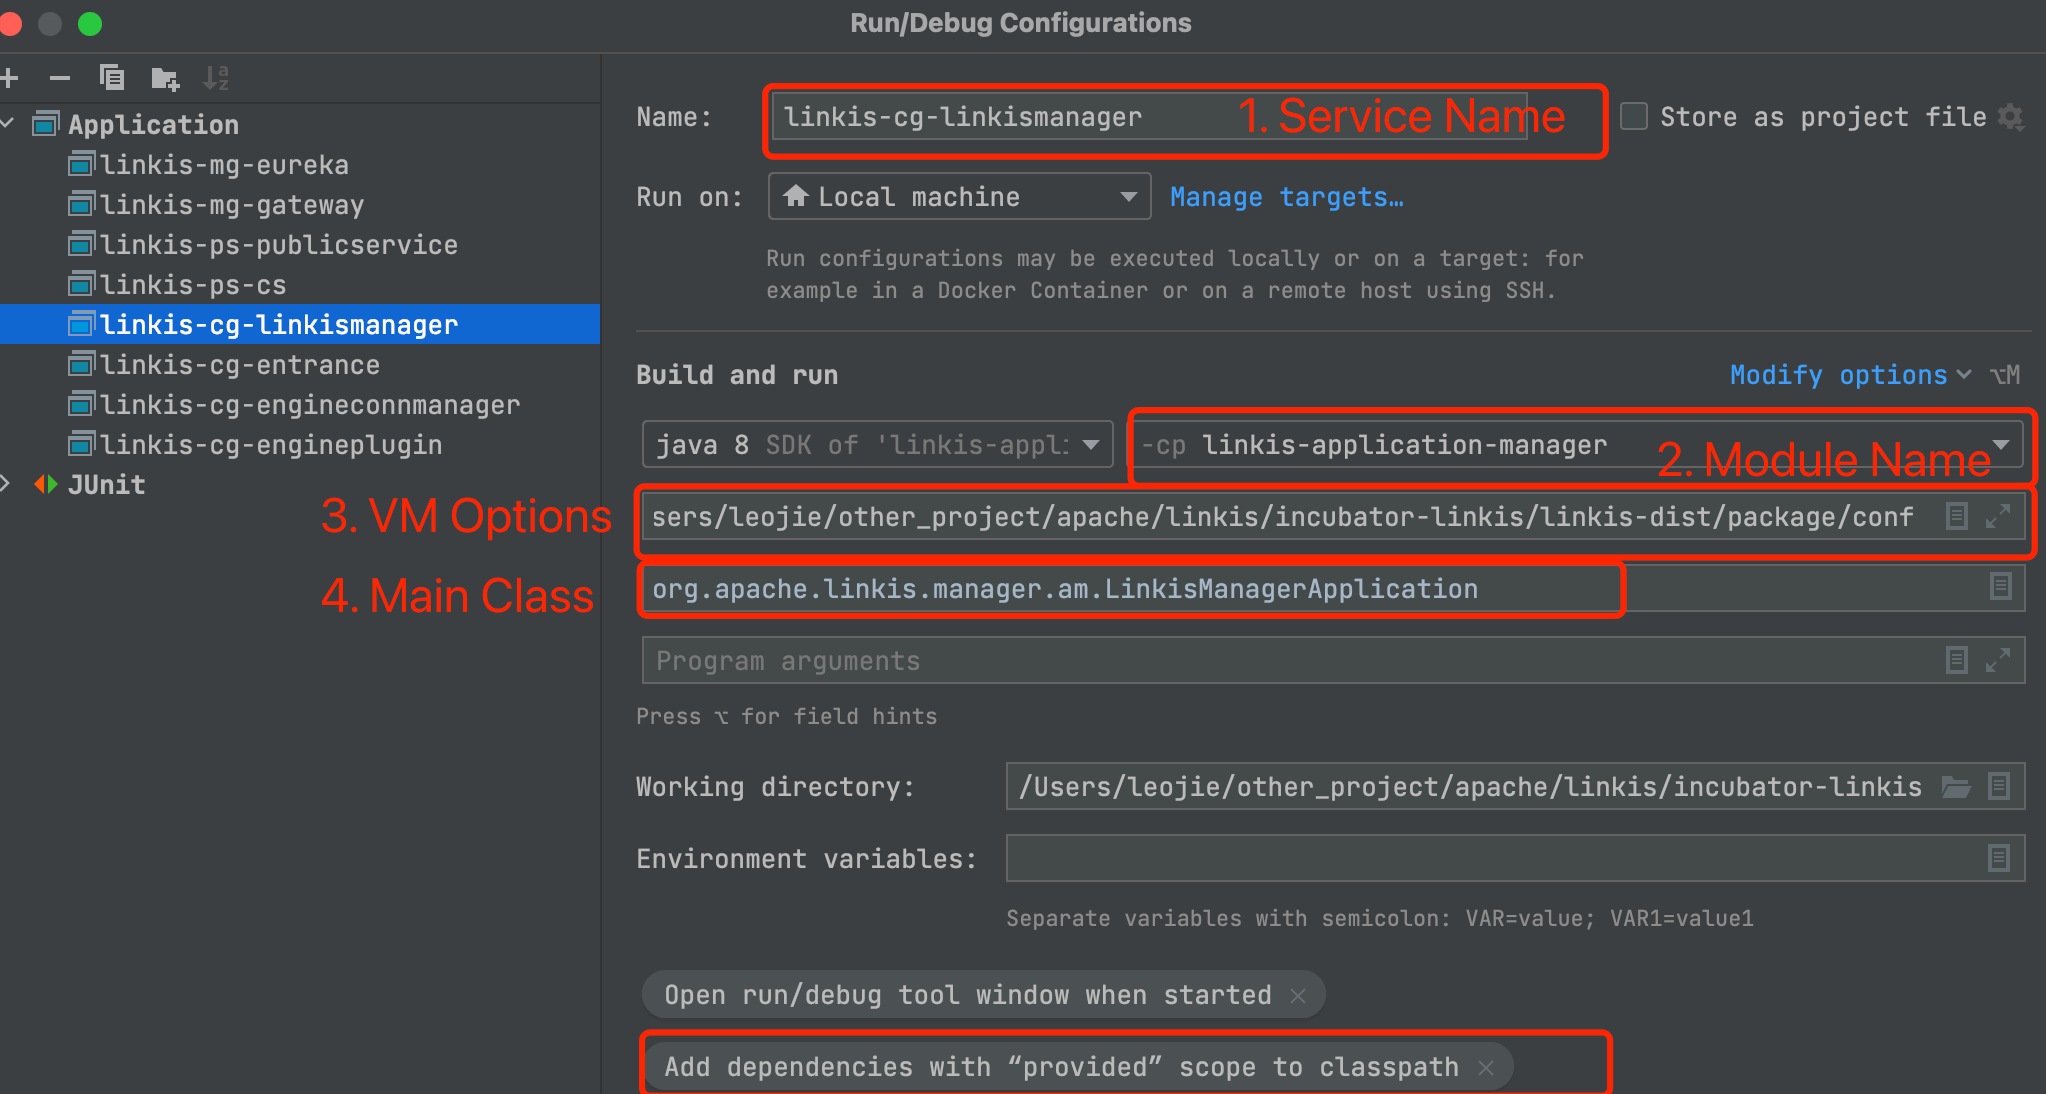 Run/Debug Configurations
Application
linkis-mg-eureka
linkis-mg-gateway
linkis-ps-publicservice
linkis-ps-cs
linkis-cg-linkismanager
linkis-cg-entrance
linkis-cg-engineconnmanager
linkis-cg-engineplugin
JUnit
Name: linkis-cg-linkismanager 1. Service Name Store as project file
Run on: Local machine Manage targets…
Run configurations may be executed locally or on a target: for
example in a Docker Container or on a remote host using SSH.
Build and run Modify options ⌥M
java 8 SDK of 'linkis-appl: -cp linkis-application-manager 2. Module Name
3. VM Options sers/leojie/other_project/apache/linkis/incubator-linkis/linkis-dist/package/conf
4. Main Class org.apache.linkis.manager.am.LinkisManagerApplication
Program arguments
Press ⌥ for field hints
Working directory: /Users/leojie/other_project/apache/linkis/incubator-linkis
Environment variables:
Separate variables with semicolon: VAR=value; VAR1=value1
Open run/debug tool window when started ×
Add dependencies with “provided” scope to classpath ×